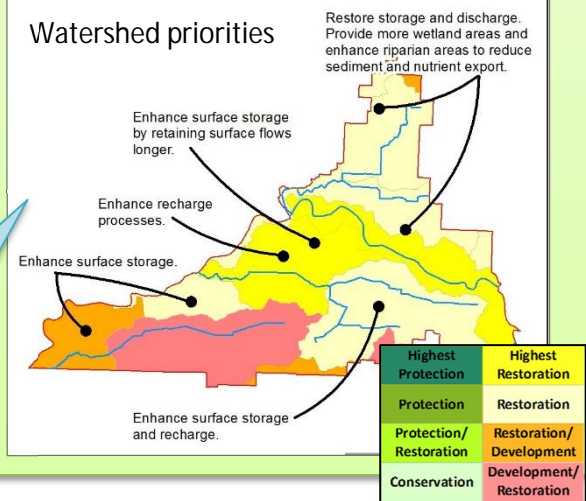 Watershed priorities
Restore storage and discharge.
Provide more wetland areas and
enhance riparian areas to reduce
sediment and nutrient export.
Enhance surface storage
by retaining surface flows
longer.
Enhance recharge
processes.
Enhance surface storage.
Enhance surface storage
and recharge.
Highest
Protection
Highest
Restoration
Protection
Restoration
Protection/
Restoration
Restoration/
Development
Conservation
Development/
Restoration